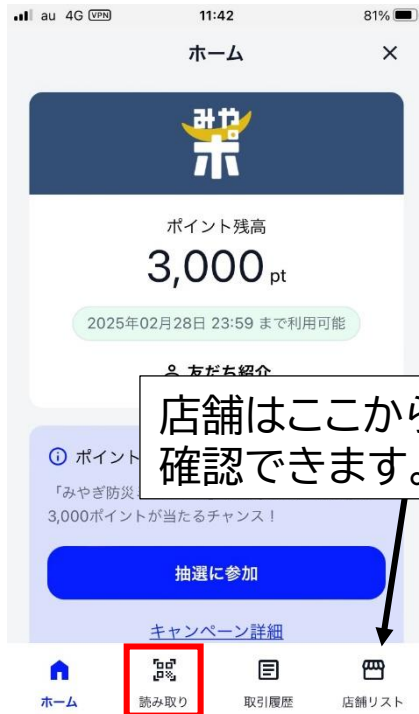 au 4G VPN 11:42 81%
ホーム ×
みや
ポ
ポイント残高
3,000 pt
2025年02月28日 23:59 まで利用可能
友だち紹介
店舗はここから
確認できます。
ポイント
「みやぎ防災
3,000ポイントが当たるチャンス！
抽選に参加
キャンペーン詳細
ホーム 読み取り 取引履歴 店舗リスト